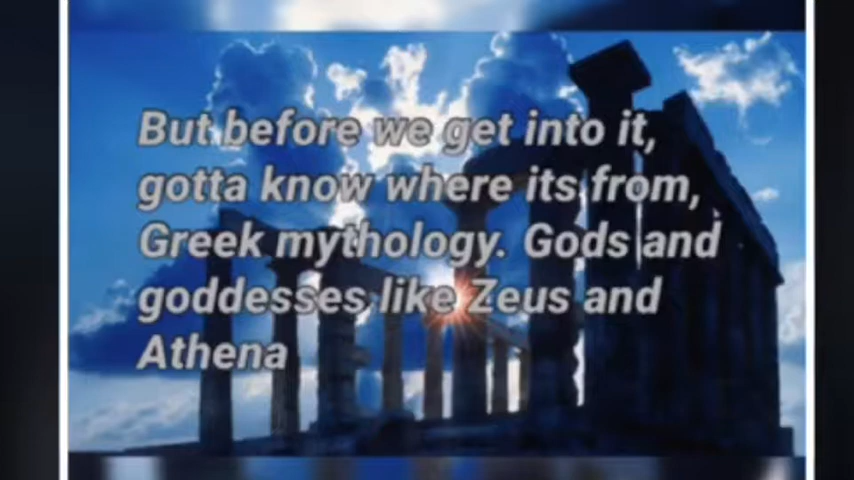 But before we get into it,
gotta know where its from,
Greek mythology. Gods and
goddesses like Zeus and
Athena